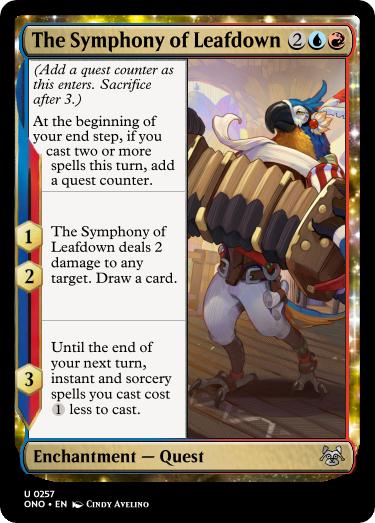 The Symphony of Leafdown 2
(Add a quest counter as
this enters. Sacrifice
after 3.)
At the beginning of
your end step, if you
cast two or more
spells this turn, add
a quest counter.
1
2
The Symphony of
Leafdown deals 2
damage to any
target. Draw a card.
3
Until the end of
your next turn,
instant and sorcery
spells you cast cost
1 less to cast.
Enchantment — Quest
U 0257
ONO • EN Cindy Avelino